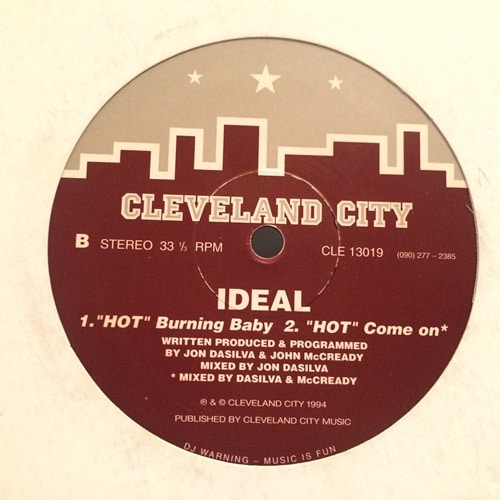 CLEVELAND CITY
B STEREO 33 ⅓ RPM CLE 13019 (090) 277 – 2385
IDEAL
1."HOT" Burning Baby 2. "HOT" Come on*
WRITTEN PRODUCED & PROGRAMMED
BY JON DASILVA & JOHN McCREADY
MIXED BY JON DASILVA
* MIXED BY DASILVA & McCREADY
℗ & © CLEVELAND CITY 1994
PUBLISHED BY CLEVELAND CITY MUSIC
DJ WARNING – MUSIC IS FUN